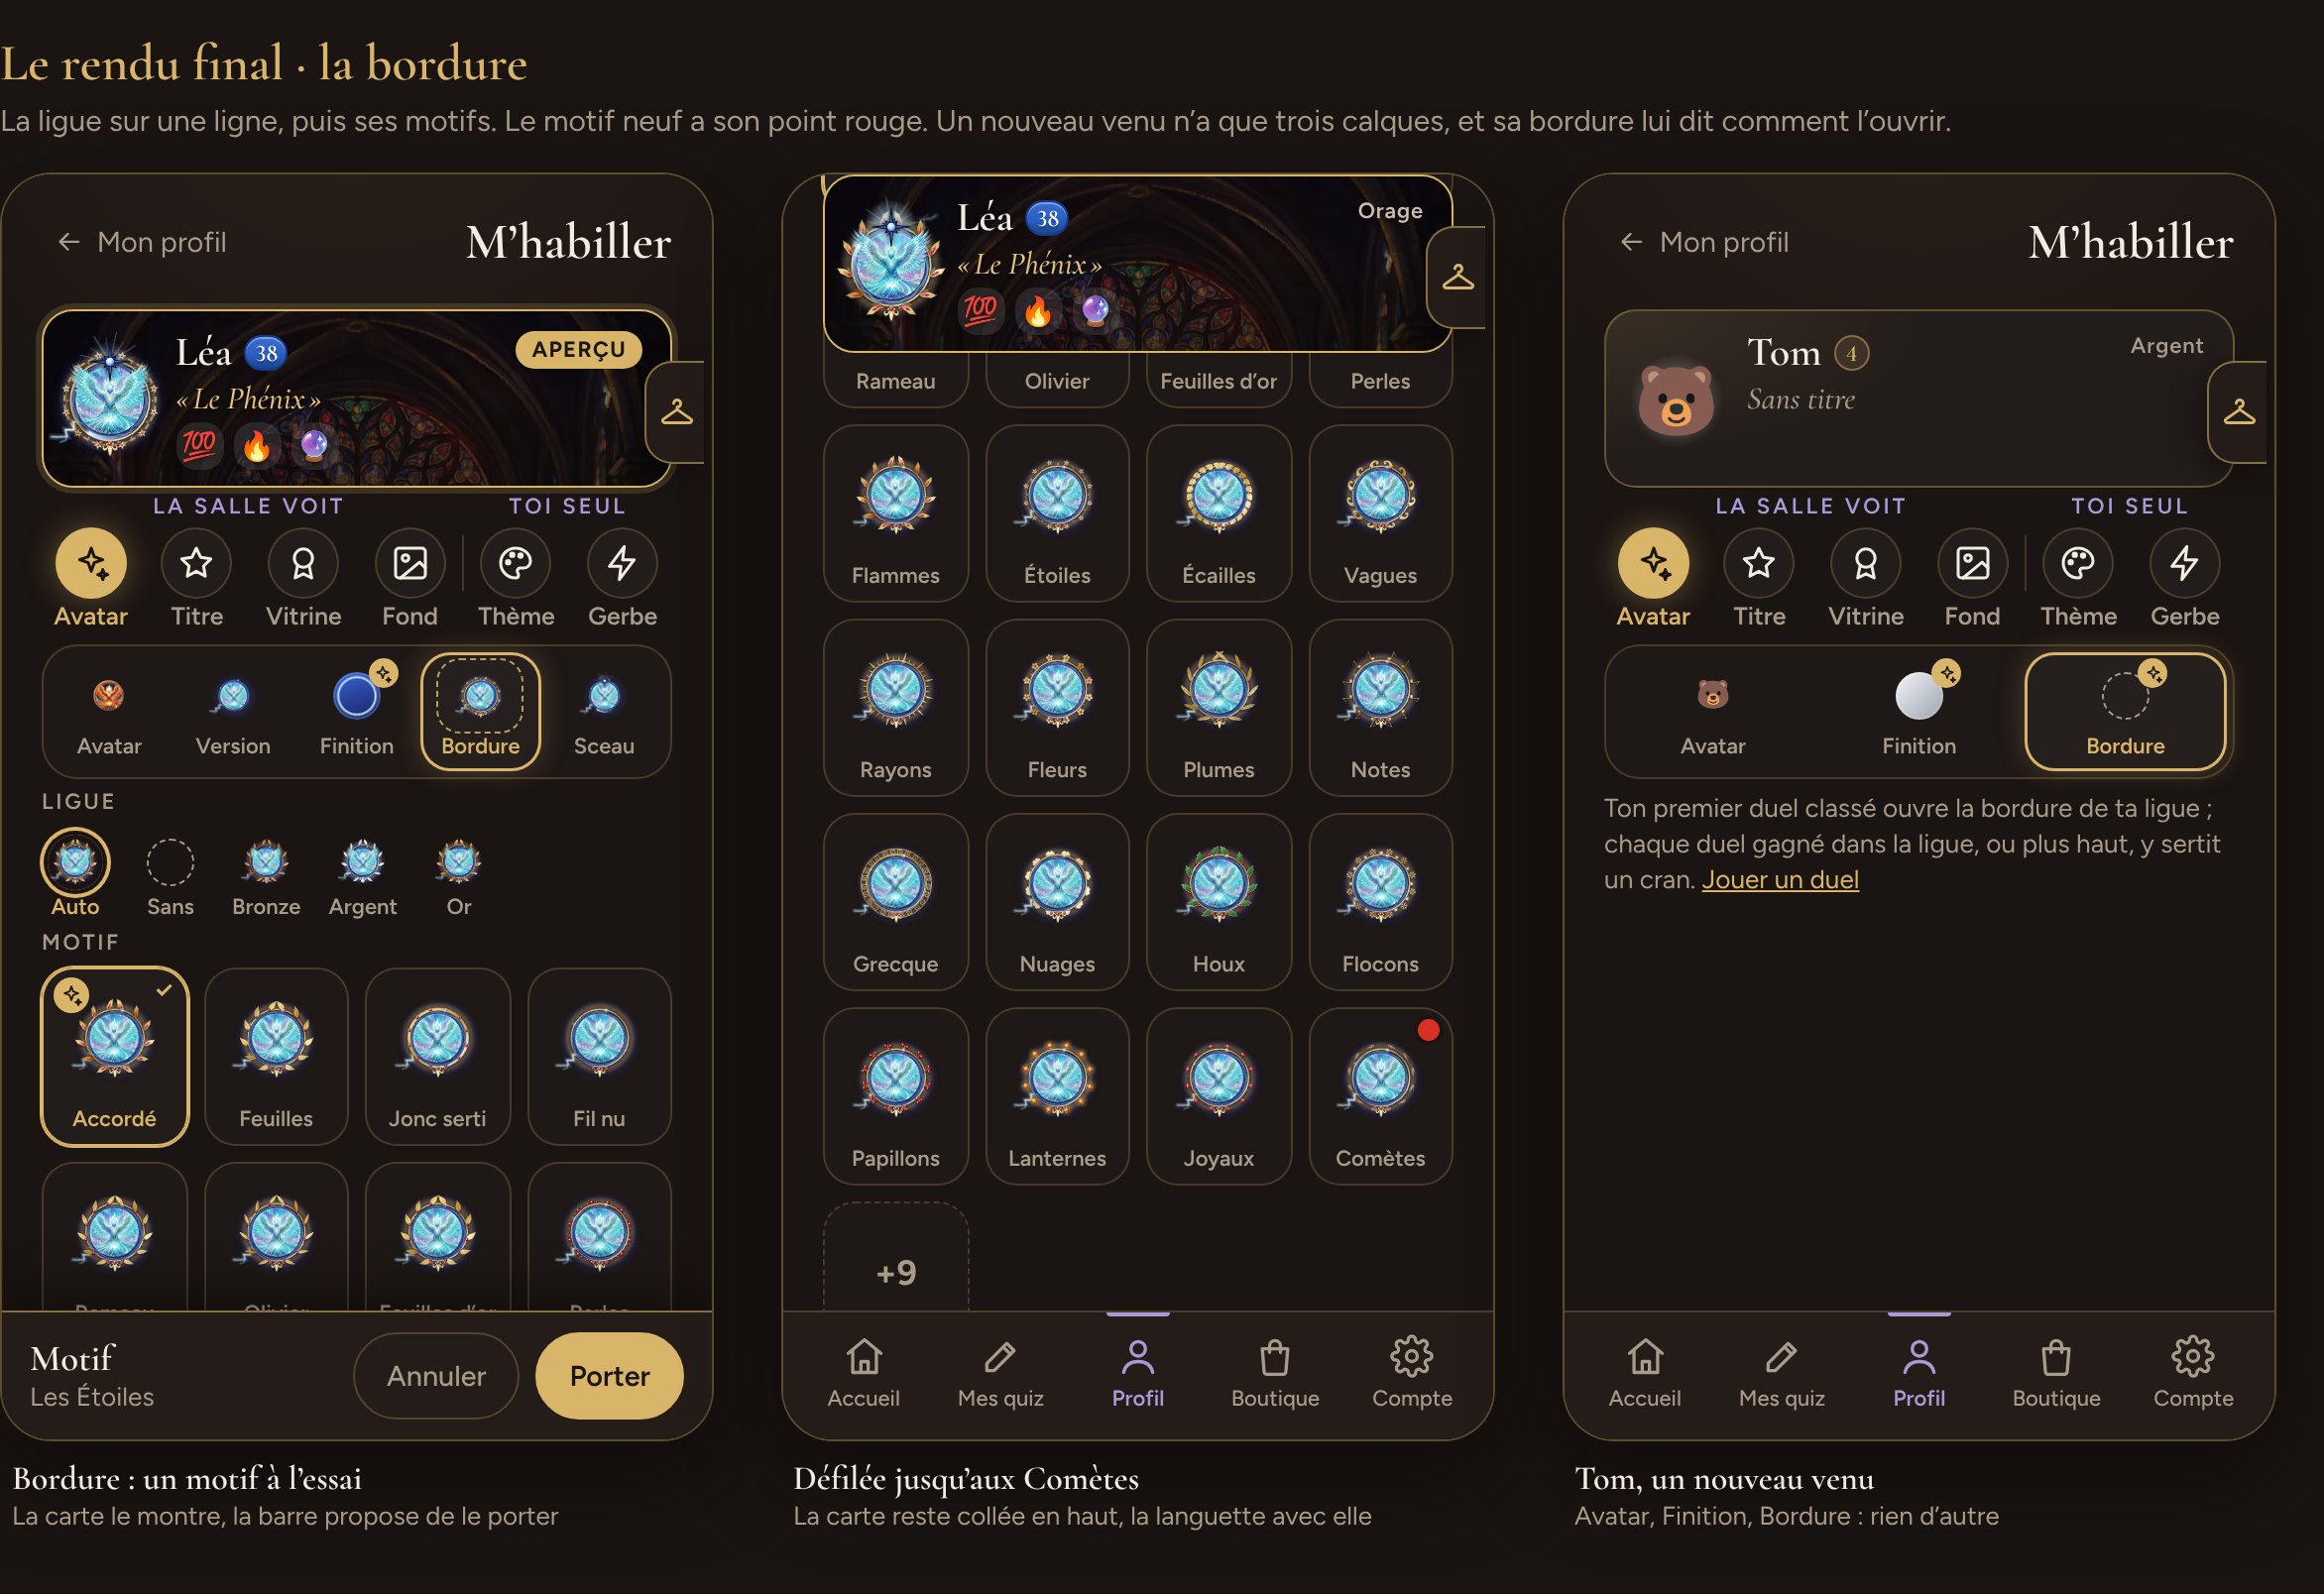 Le rendu final · la bordure
La ligue sur une ligne, puis ses motifs. Le motif neuf a son point rouge. Un nouveau venu n’a que trois calques, et sa bordure lui dit comment l’ouvrir.
← Mon profil
M’habiller
Léa 38
APERÇU
« Le Phénix »
100
LA SALLE VOIT
TOI SEUL
Avatar Titre Vitrine Fond Thème Gerbe
Avatar Version Finition Bordure Sceau
LIGUE
Auto Sans Bronze Argent Or
MOTIF
Accordé Feuilles Jonc serti Fil nu
Rameau Olivier Feuilles d’or Perles
Motif
Les Étoiles
Annuler
Porter
Bordure : un motif à l’essai
La carte le montre, la barre propose de le porter
Léa 38
Orage
« Le Phénix »
100
Rameau Olivier Feuilles d’or Perles
Flammes Étoiles Écailles Vagues
Rayons Fleurs Plumes Notes
Grecque Nuages Houx Flocons
Papillons Lanternes Joyaux Comètes
+9
Accueil Mes quiz Profil Boutique Compte
Défilée jusqu’aux Comètes
La carte reste collée en haut, la languette avec elle
← Mon profil
M’habiller
Tom 4
Argent
Sans titre
LA SALLE VOIT
TOI SEUL
Avatar Titre Vitrine Fond Thème Gerbe
Avatar Finition Bordure
Ton premier duel classé ouvre la bordure de ta ligue ;
chaque duel gagné dans la ligue, ou plus haut, y sertit
un cran. Jouer un duel
Accueil Mes quiz Profil Boutique Compte
Tom, un nouveau venu
Avatar, Finition, Bordure : rien d’autre